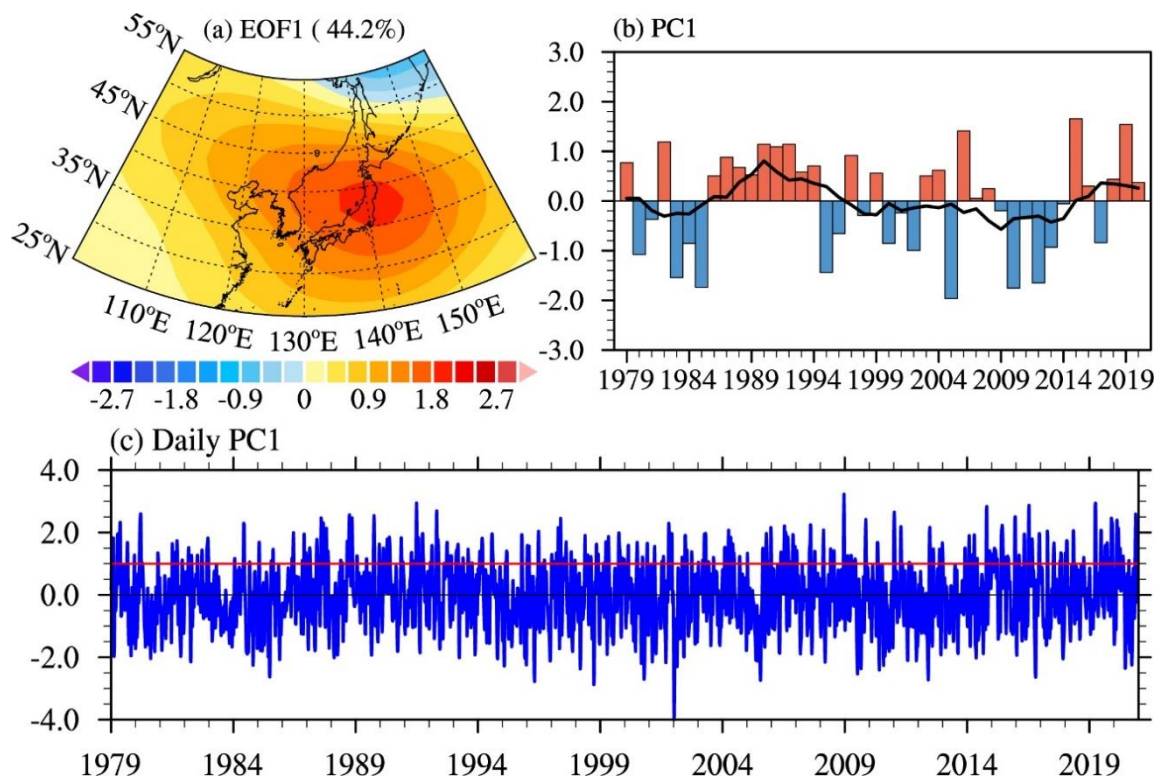 (a) EOF1 ( 44.2%)
55°N
45°N
35°N
25°N
110°E
120°E
130°E
140°E
150°E
-2.7 -1.8 -0.9 0 0.9 1.8 2.7
(b) PC1
3.0
2.0
1.0
0.0
-1.0
-2.0
-3.0
1979 1984 1989 1994 1999 2004 2009 2014 2019
(c) Daily PC1
4.0
2.0
0.0
-2.0
-4.0
1979 1984 1989 1994 1999 2004 2009 2014 2019